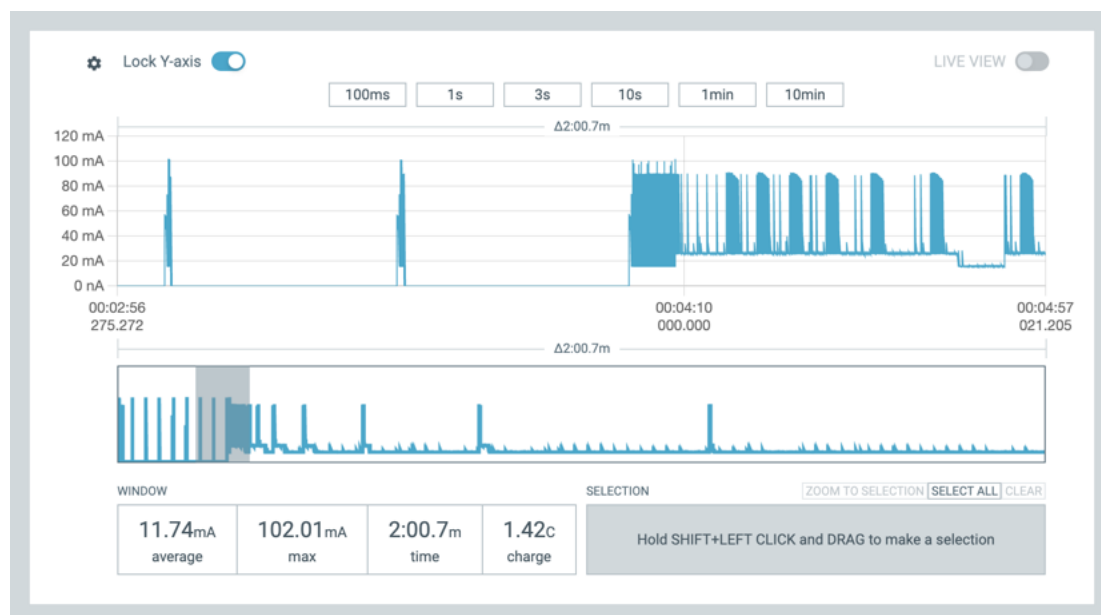 Lock Y-axis
LIVE VIEW
100ms 1s 3s 10s 1min 10min
Δ2:00.7m
120 mA
100 mA
80 mA
60 mA
40 mA
20 mA
0 nA
00:02:56 00:04:10 00:04:57
275.272 000.000 021.205
Δ2:00.7m
WINDOW SELECTION ZOOM TO SELECTION SELECT ALL CLEAR
11.74mA 102.01mA 2:00.7m 1.42C
average max time charge
Hold SHIFT+LEFT CLICK and DRAG to make a selection